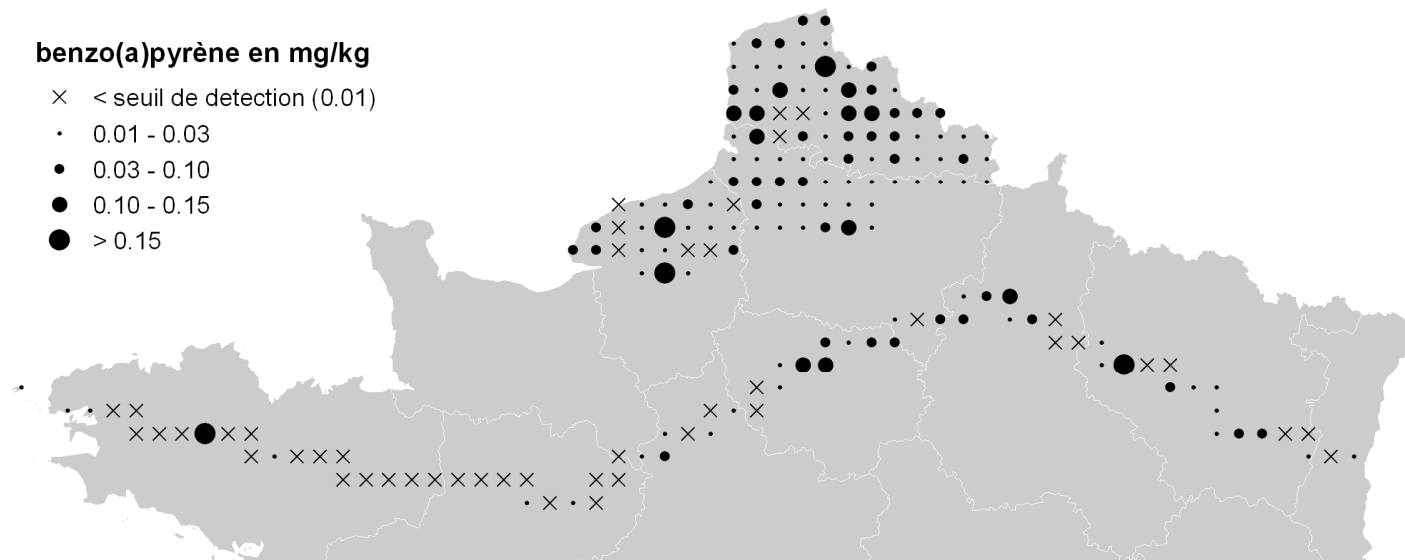 benzo(a)pyrène en mg/kg
< seuil de detection (0.01)
0.01 - 0.03
0.03 - 0.10
0.10 - 0.15
> 0.15